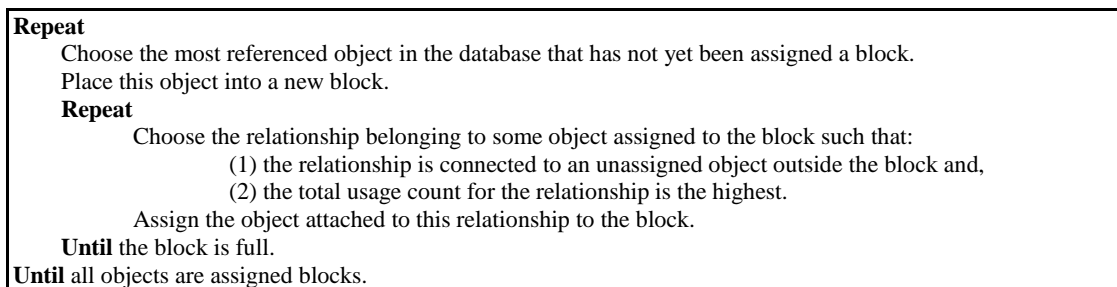 Repeat
Choose the most referenced object in the database that has not yet been assigned a block.
Place this object into a new block.
Repeat
Choose the relationship belonging to some object assigned to the block such that:
(1) the relationship is connected to an unassigned object outside the block and,
(2) the total usage count for the relationship is the highest.
Assign the object attached to this relationship to the block.
Until the block is full.
Until all objects are assigned blocks.